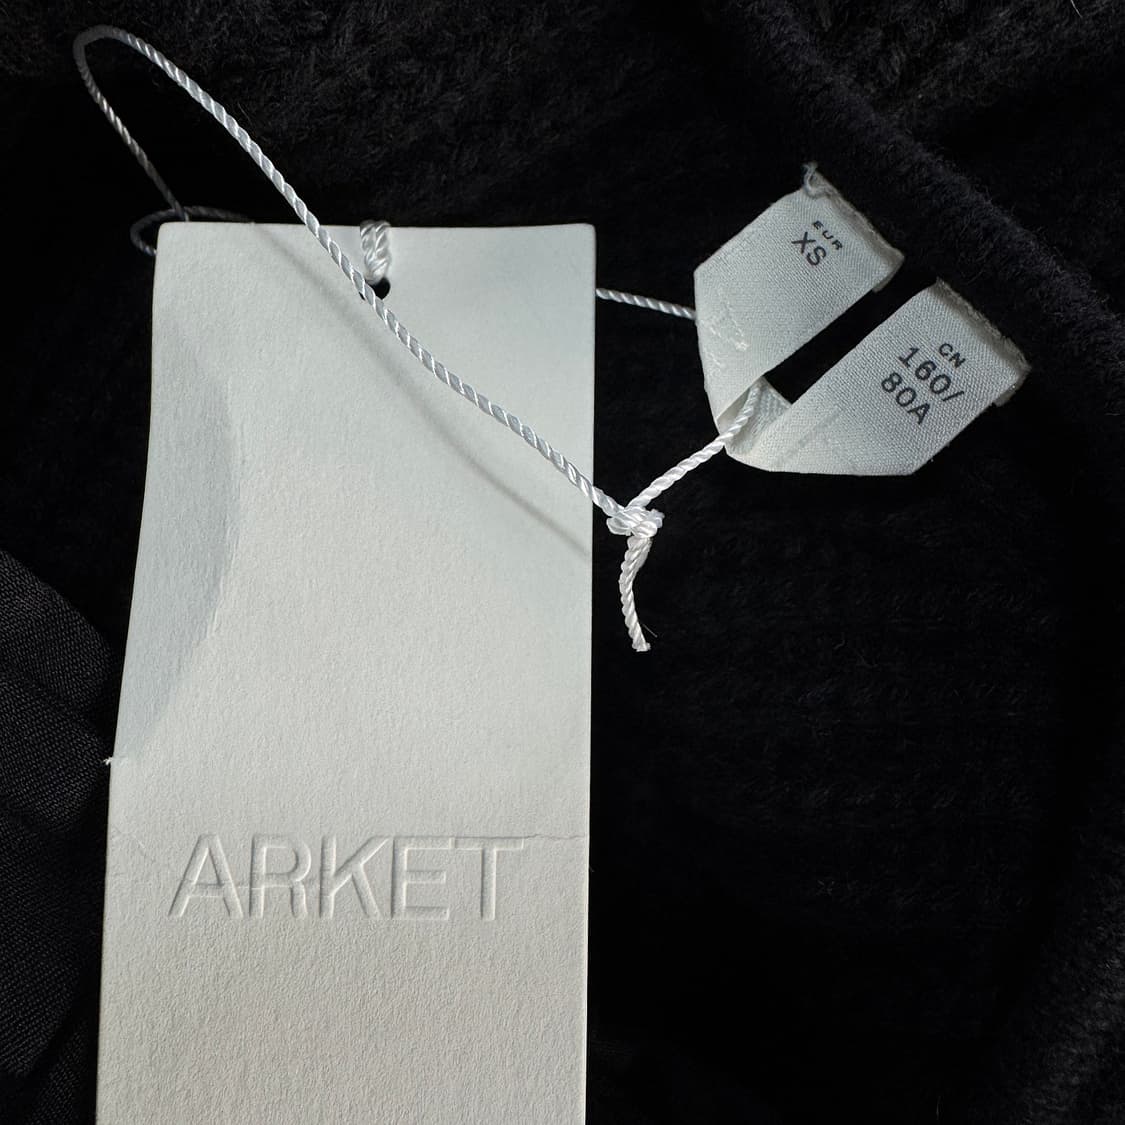 EUR
XS
CN
160/
80A
ARKET